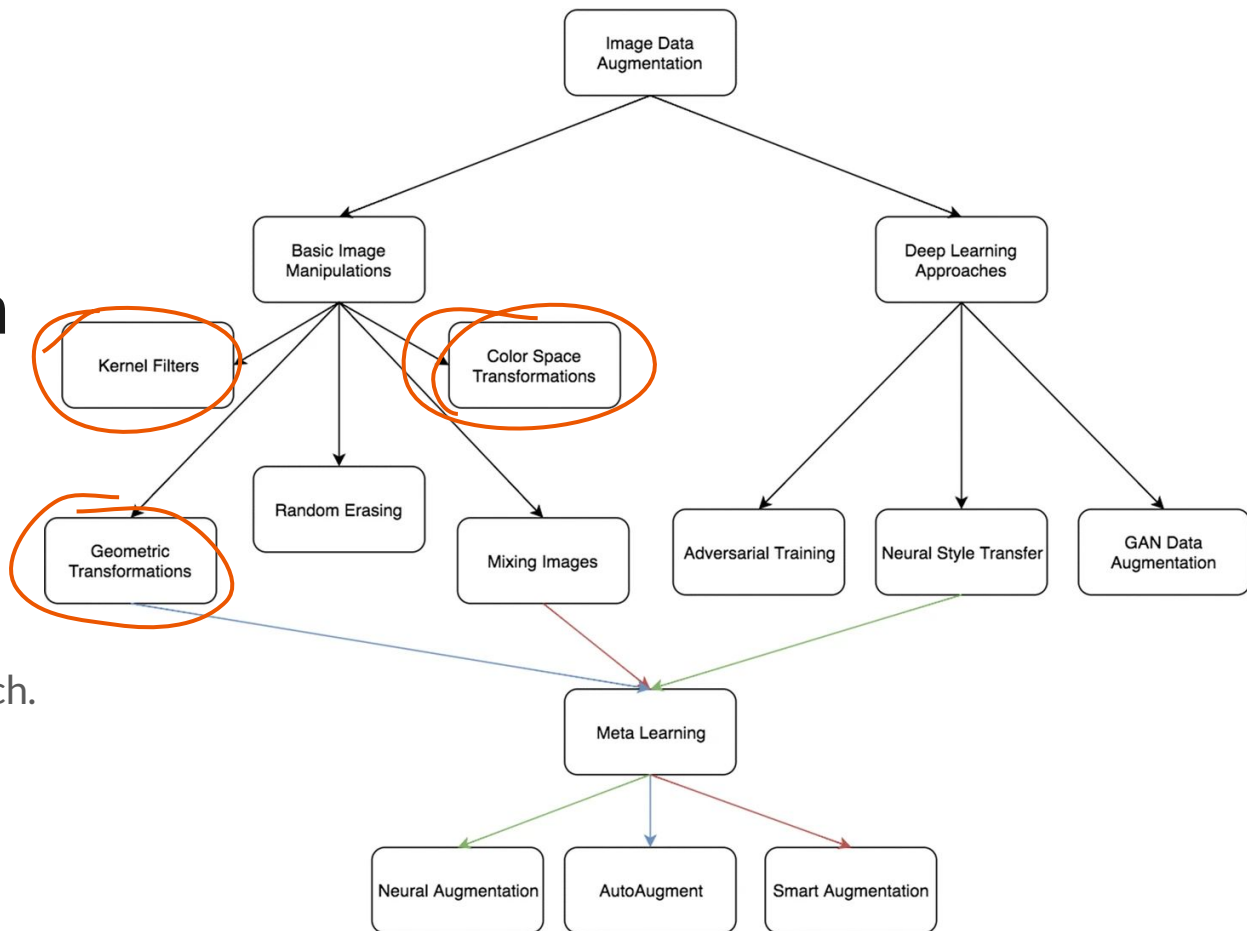 Image Data
Augmentation
Basic Image
Manipulations
Deep Learning
Approaches
Kernel Filters
Color Space
Transformations
Random Erasing
Geometric
Transformations
Mixing Images
Adversarial Training
Neural Style Transfer
GAN Data
Augmentation
ch.
Meta Learning
Neural Augmentation
AutoAugment
Smart Augmentation